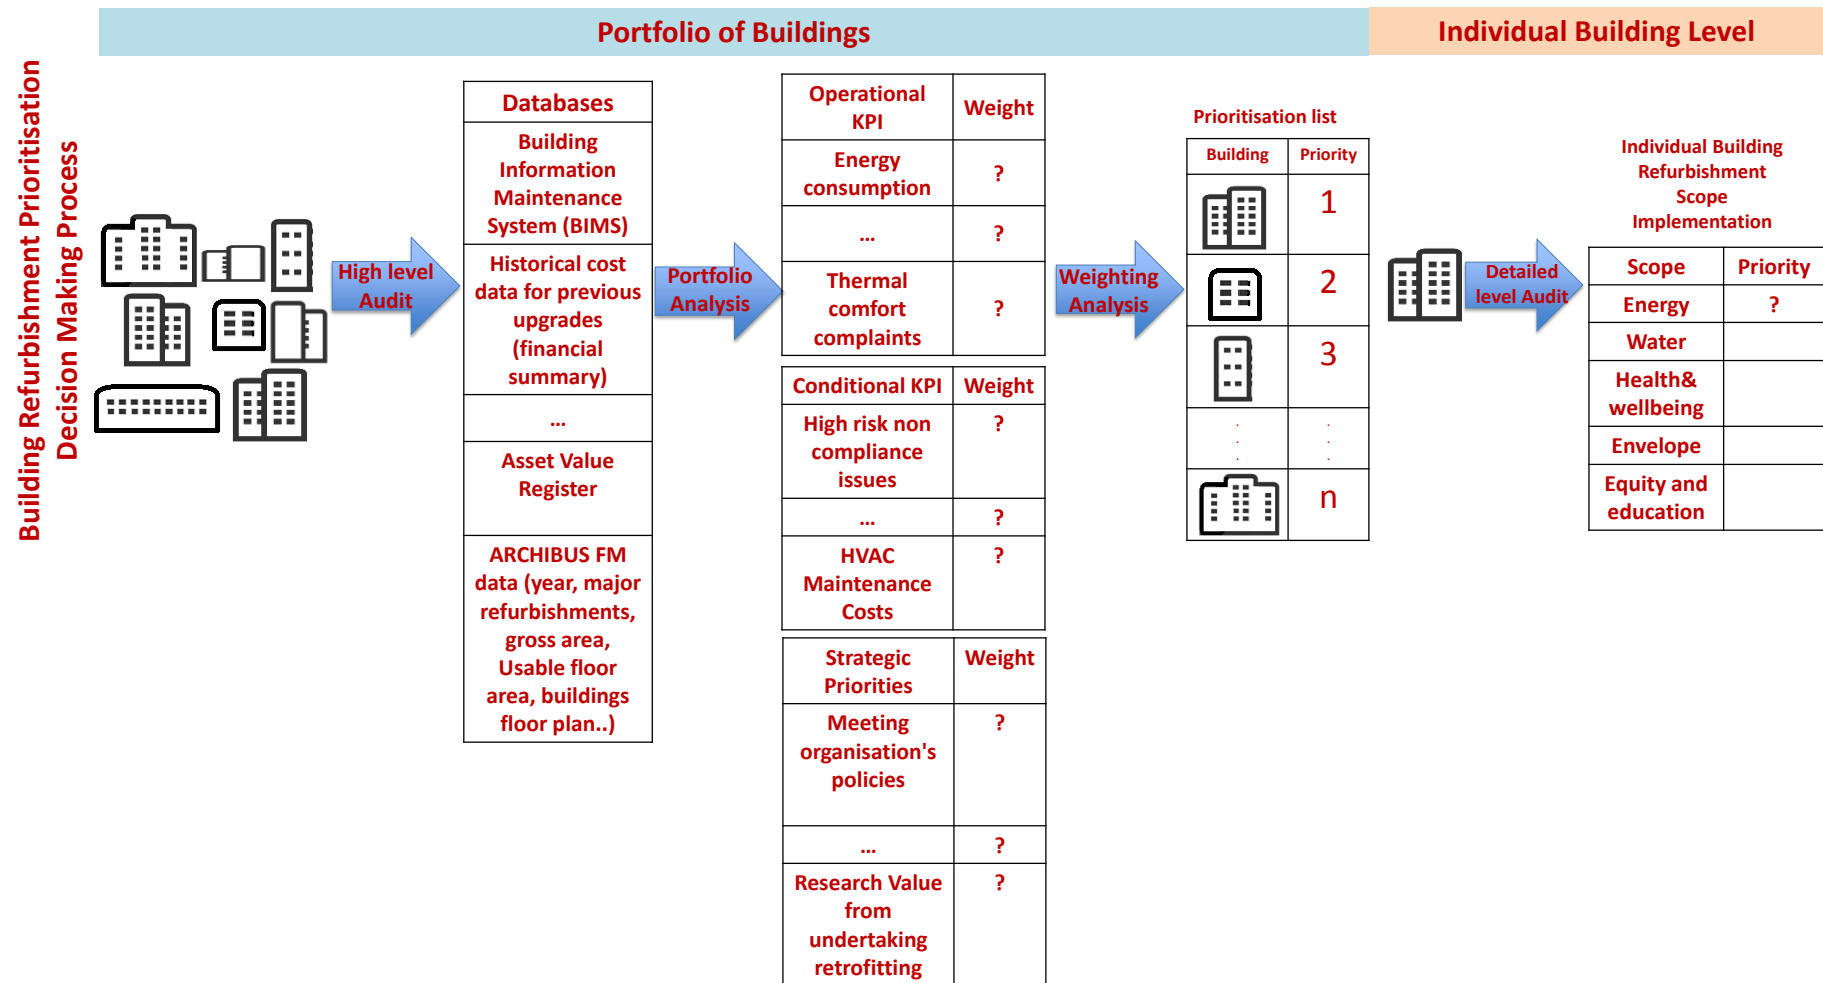 Portfolio of Buildings
Individual Building Level
Building Refurbishment Prioritisation
Decision Making Process
High level
Audit
Databases
Building
Information
Maintenance
System (BIMS)
Historical cost
data for previous
upgrades
(financial
summary)
...
Asset Value
Register
ARCHIBUS FM
data (year, major
refurbishments,
gross area,
Usable floor
area, buildings
floor plan..)
Portfolio
Analysis
Operational
KPI
Weight
Energy
consumption
?
...
?
Thermal
comfort
complaints
?
Conditional KPI
Weight
High risk non
compliance
issues
?
...
?
HVAC
Maintenance
Costs
?
Strategic
Priorities
Weight
Meeting
organisation's
policies
?
...
?
Research Value
from
undertaking
retrofitting
?
Weighting
Analysis
Prioritisation list
Building
Priority
1
2
3
.
.
.
.
.
.
n
Detailed
level Audit
Individual Building
Refurbishment
Scope
Implementation
Scope
Priority
Energy
?
Water
Health&
wellbeing
Envelope
Equity and
education